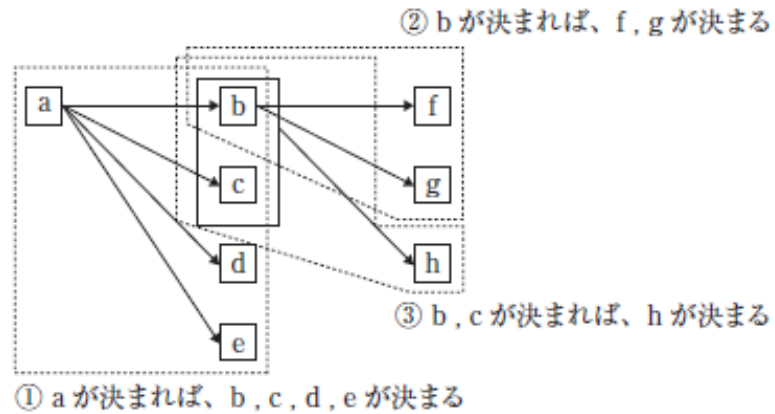 ② b が決まれば、f , g が決まる
a
b
f
c
g
d
h
③ b , c が決まれば、h が決まる
e
① a が決まれば、b , c , d , e が決まる